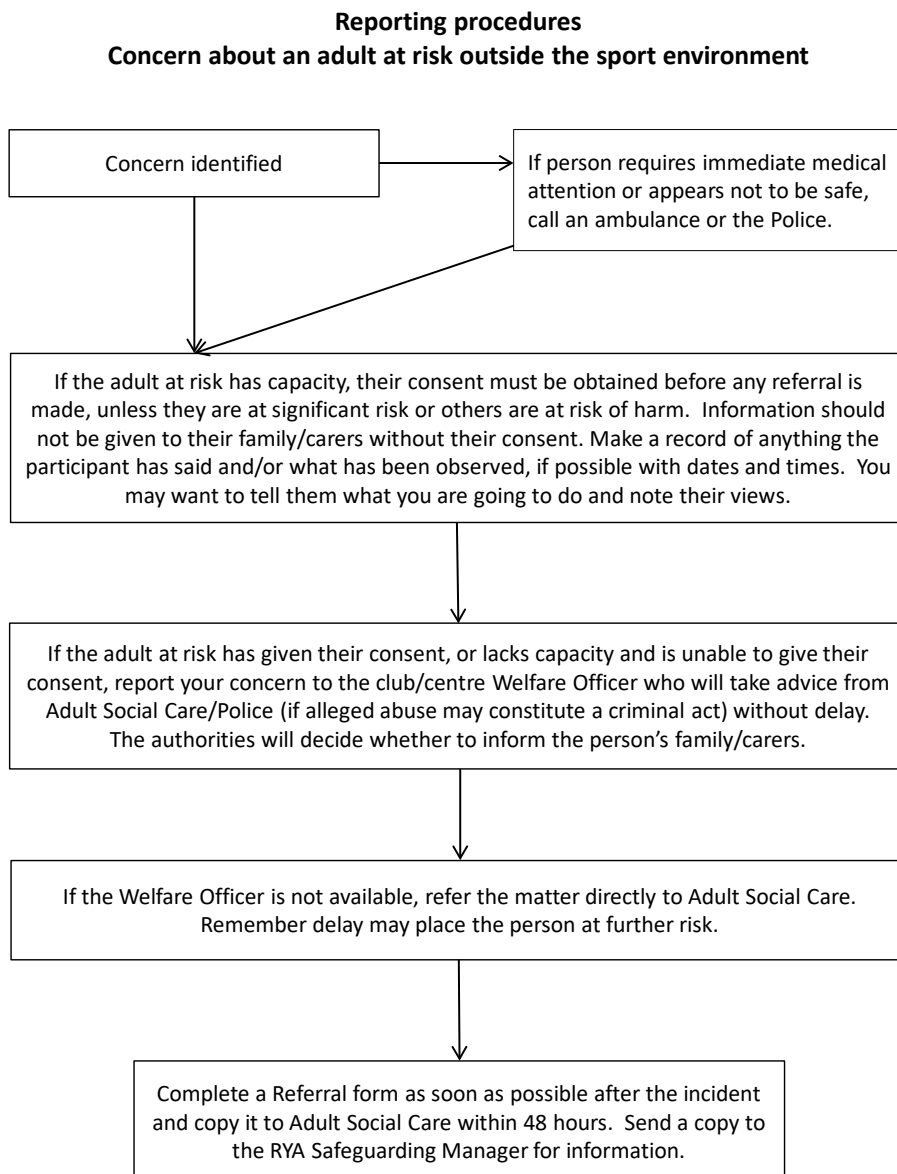 Reporting procedures
Concern about an adult at risk outside the sport environment
Concern identified
If person requires immediate medical
attention or appears not to be safe,
call an ambulance or the Police.
If the adult at risk has capacity, their consent must be obtained before any referral is
made, unless they are at significant risk or others are at risk of harm.  Information should
not be given to their family/carers without their consent. Make a record of anything the
participant has said and/or what has been observed, if possible with dates and times.  You
may want to tell them what you are going to do and note their views.
If the adult at risk has given their consent, or lacks capacity and is unable to give their
consent, report your concern to the club/centre Welfare Officer who will take advice from
Adult Social Care/Police (if alleged abuse may constitute a criminal act) without delay.
The authorities will decide whether to inform the person’s family/carers.
If the Welfare Officer is not available, refer the matter directly to Adult Social Care.
Remember delay may place the person at further risk.
Complete a Referral form as soon as possible after the incident
and copy it to Adult Social Care within 48 hours.  Send a copy to
the RYA Safeguarding Manager for information.